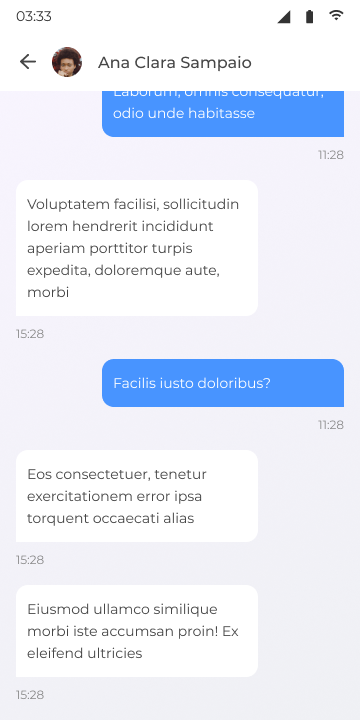 03:33
Ana Clara Sampaio
Laborum, omnis consequatur,
odio unde habitasse
11:28
Voluptatem facilisi, sollicitudin
lorem hendrerit incididunt
aperiam porttitor turpis
expedita, doloremque aute,
morbi
15:28
Facilis iusto doloribus?
11:28
Eos consectetuer, tenetur
exercitationem error ipsa
torquent occaecati alias
15:28
Eiusmod ullamco similique
morbi iste accumsan proin! Ex
eleifend ultricies
15:28